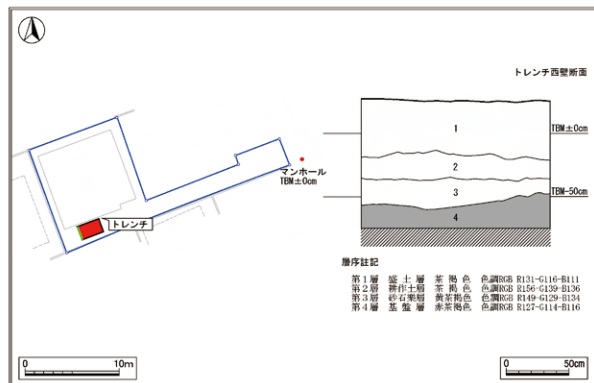 トレンチ西壁断面
TBM±0cm
1
2
3
4
TBM-50cm
マンホール
TBM±0cm
トレンチ
層序註記
第1層 盛土層 茶褐色 色調RGB R131-G116-B111
第2層 耕作土層 茶褐色 色調RGB R156-G139-B136
第3層 砂石栗層 黄茶褐色 色調RGB R149-G129-B134
第4層 基盤層 赤茶褐色 色調RGB R127-G114-B116
0 10m
0 50cm